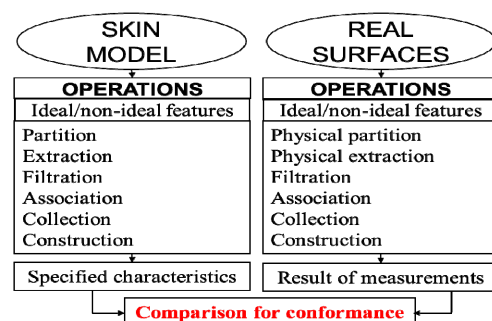 SKIN
MODEL
OPERATIONS
Ideal/non-ideal features
Partition
Extraction
Filtration
Association
Collection
Construction
Specified characteristics
REAL
SURFACES
OPERATIONS
Ideal/non-ideal features
Physical partition
Physical extraction
Filtration
Association
Collection
Construction
Result of measurements
Comparison for conformance